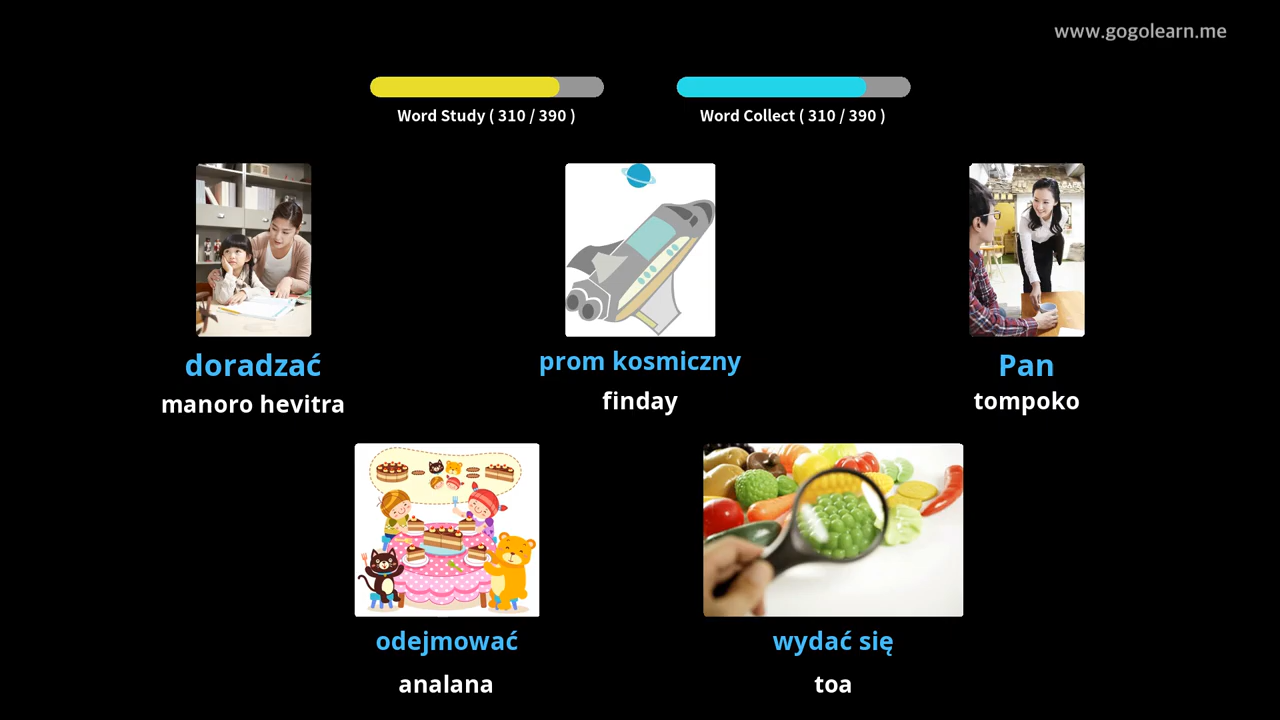 www.gogolearn.me
Word Study ( 310 / 390 )
Word Collect ( 310 / 390 )
doradzać
manoro hevitra
prom kosmiczny
finday
Pan
tompoko
odejmować
analana
wydać się
toa